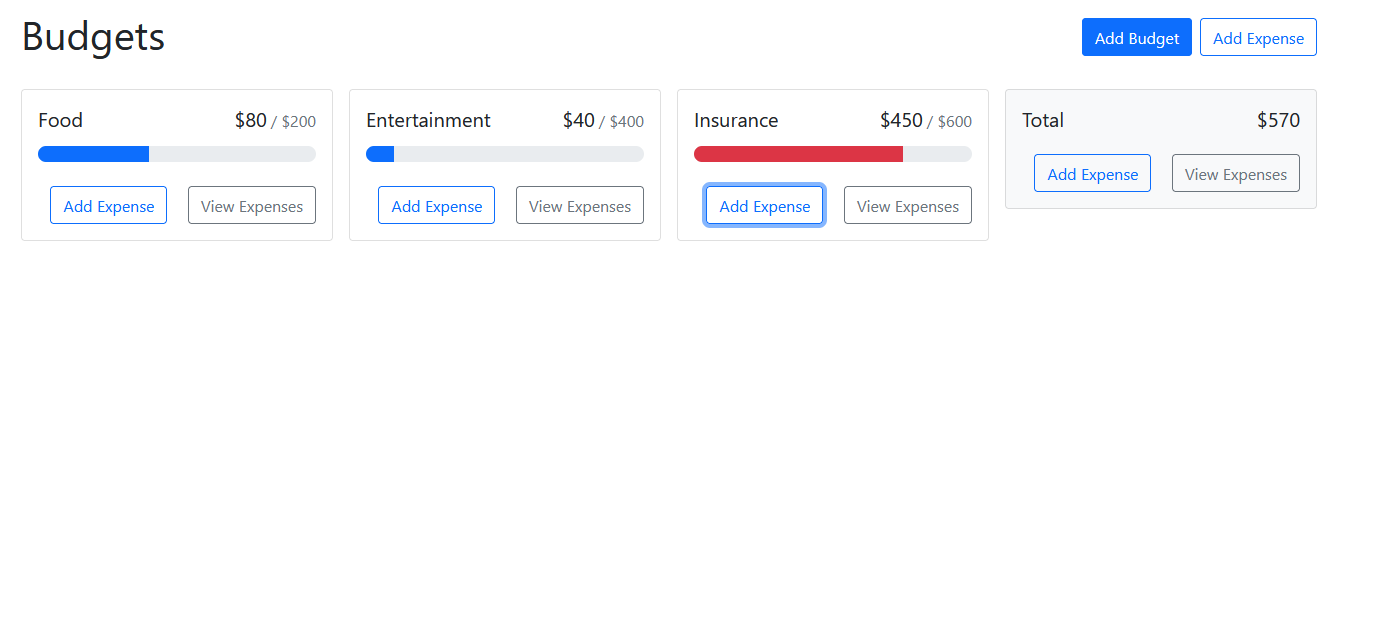 Budgets
Add Budget
Add Expense
Food $80 / $200
Add Expense
View Expenses
Entertainment $40 / $400
Add Expense
View Expenses
Insurance $450 / $600
Add Expense
View Expenses
Total $570
Add Expense
View Expenses